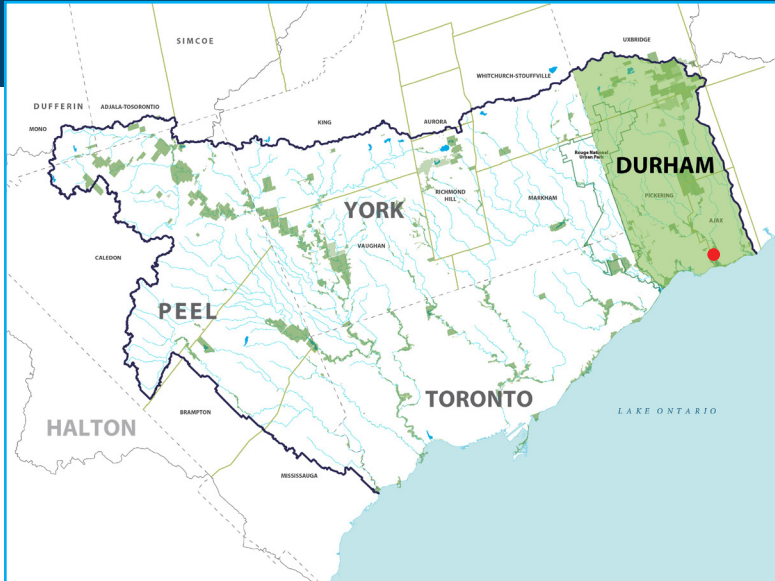 SIMCOE
UXBRIDGE
WHITCHURCH-STOUFFVILLE
DUFFERIN
ADJALA-TOSORONTIO
MONO
KING
AURORA
Rouge National
Urban Park
DURHAM
RICHMOND
HILL
MARKHAM
PICKERING
YORK
AJAX
VAUGHAN
CALEDON
PEEL
TORONTO
LAKE ONTARIO
BRAMPTON
HALTON
MISSISSAUGA